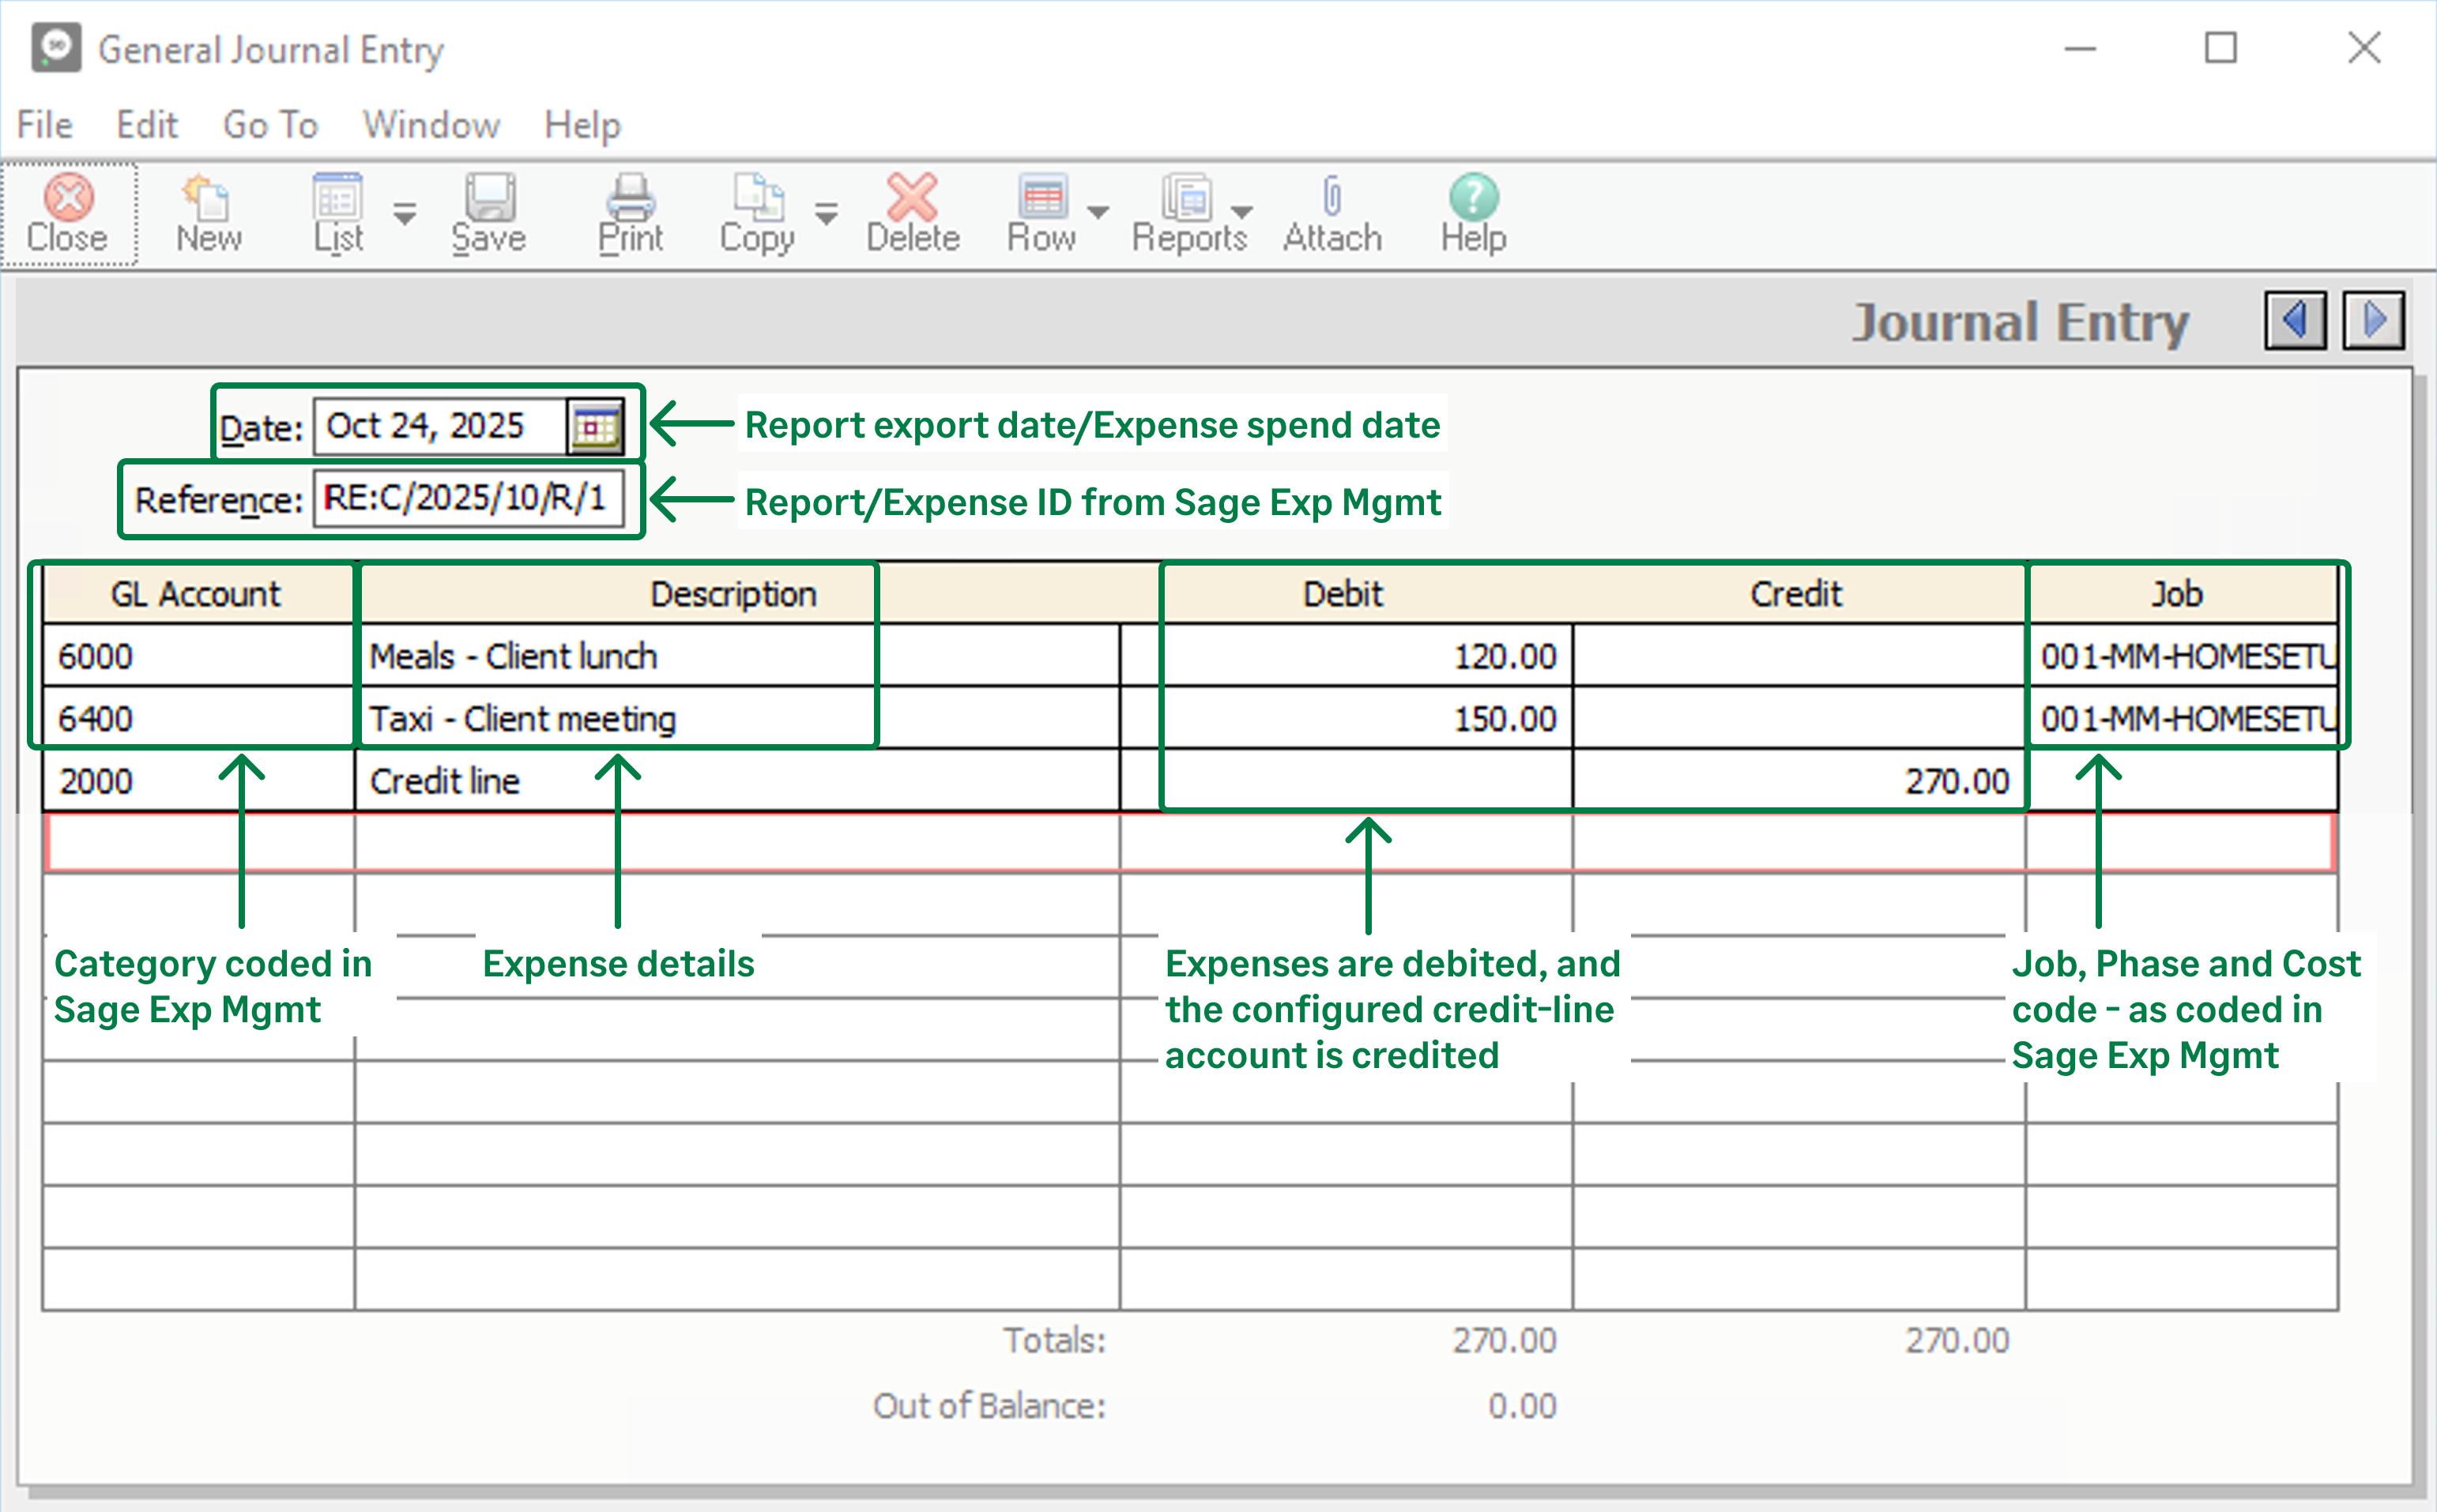 General Journal Entry
File Edit Go To Window Help
Close New List Save Print Copy Delete Row Reports Attach Help
Journal Entry
Date: Oct 24, 2025
Report export date/Expense spend date
Reference: RE:C/2025/10/R/1
Report/Expense ID from Sage Exp Mgmt
GL Account Description Debit Credit Job
6000 Meals - Client lunch 120.00 001-MM-HOMESETU
6400 Taxi - Client meeting 150.00 001-MM-HOMESETU
2000 Credit line 270.00
Category coded in
Sage Exp Mgmt
Expense details
Expenses are debited, and
the configured credit-line
account is credited
Job, Phase and Cost
code - as coded in
Sage Exp Mgmt
Totals: 270.00 270.00
Out of Balance: 0.00